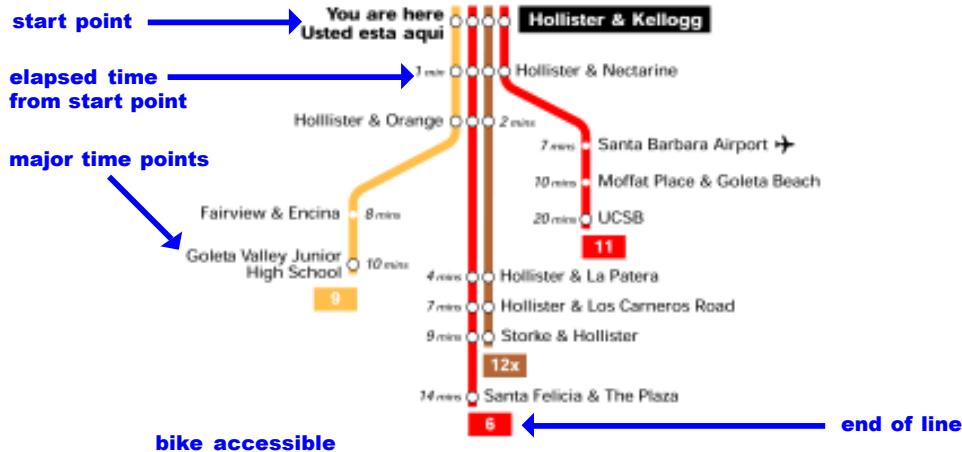 start point
You are here
Usted esta aqui
Hollister & Kellogg
elapsed time
from start point
1 min
Hollister & Nectarine
Holllister & Orange
2 mins
major time points
7 mins
Santa Barbara Airport
10 mins
Moffat Place & Goleta Beach
Fairview & Encina
8 mins
20 mins
UCSB
11
Goleta Valley Junior
High School
10 mins
9
4 mins
Hollister & La Patera
7 mins
Hollister & Los Carneros Road
9 mins
Storke & Hollister
12x
14 mins
Santa Felicia & The Plaza
6
end of line
bike accessible